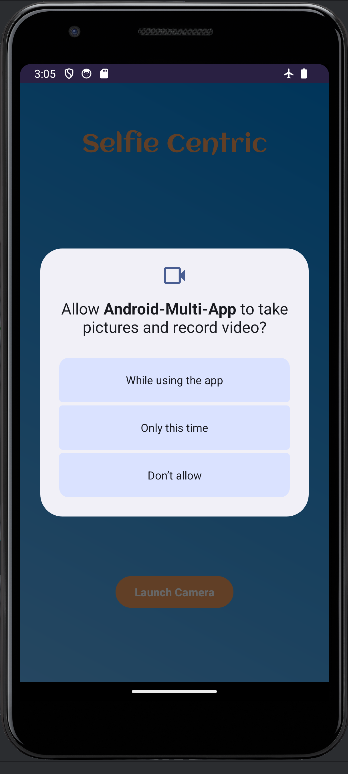 3:05
Selfie Centric
Allow Android-Multi-App to take
pictures and record video?
While using the app
Only this time
Don't allow
Launch Camera